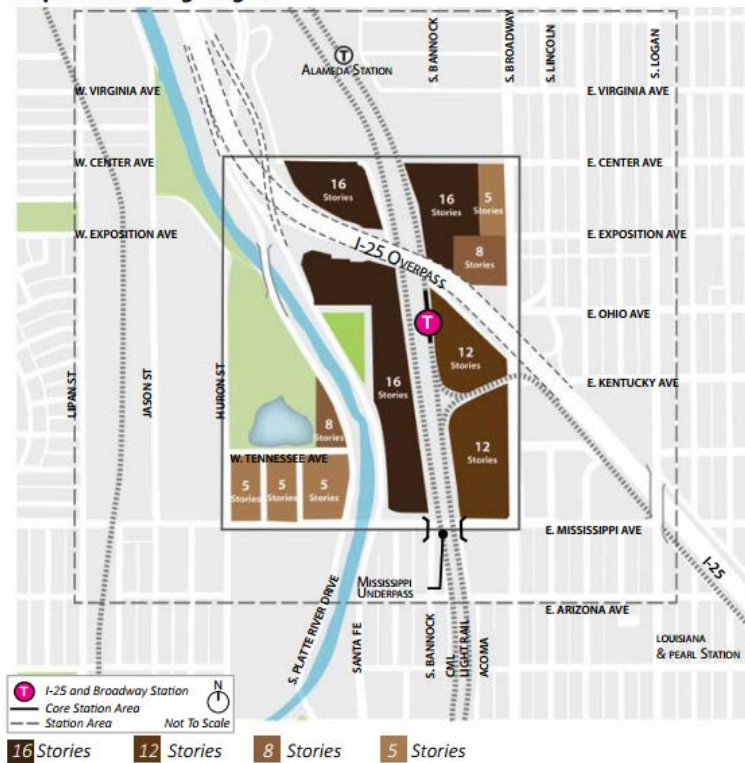 S. BANNOCK
S. BROADWAY
S. LINCOLN
S. LOGAN
T
ALAMEDA STATION
W. VIRGINIA AVE
E. VIRGINIA AVE
W. CENTER AVE
E. CENTER AVE
16
Stories
16
Stories
5
Stories
W. EXPOSITION AVE
E. EXPOSITION AVE
8
Stories
I-25 OVERPASS
E. OHIO AVE
T
12
Stories
LIPAN ST
JASON ST
HURON ST
16
Stories
E. KENTUCKY AVE
8
Stories
12
Stories
W. TENNESSEE AVE
5
Stories
5
Stories
5
Stories
E. MISSISSIPPI AVE
I-25
MISSISSIPPI
UNDERPASS
E. ARIZONA AVE
S. PLATTE RIVER DRIVE
SANTA FE
S. BANNOCK
CML
LIGHT RAIL
ACOMA
LOUISIANA
& PEARL STATION
T I-25 and Broadway Station
N
Core Station Area
Station Area
Not To Scale
16 Stories
12 Stories
8 Stories
5 Stories